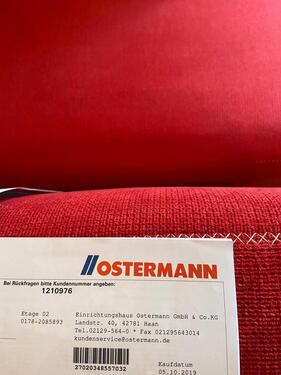 OSTERMANN
Bei Rückfragen bitte Kundennummer angeben:
1210976
Etage 02
0178-2085893
Einrichtungshaus Ostermann GmbH & Co.KG
Landstr. 40, 42781 Haan
Tel.02129-564-0 * Fax 021295643014
kundenservice@ostermann.de
27020348557032
Kaufdatum
05.10.2019